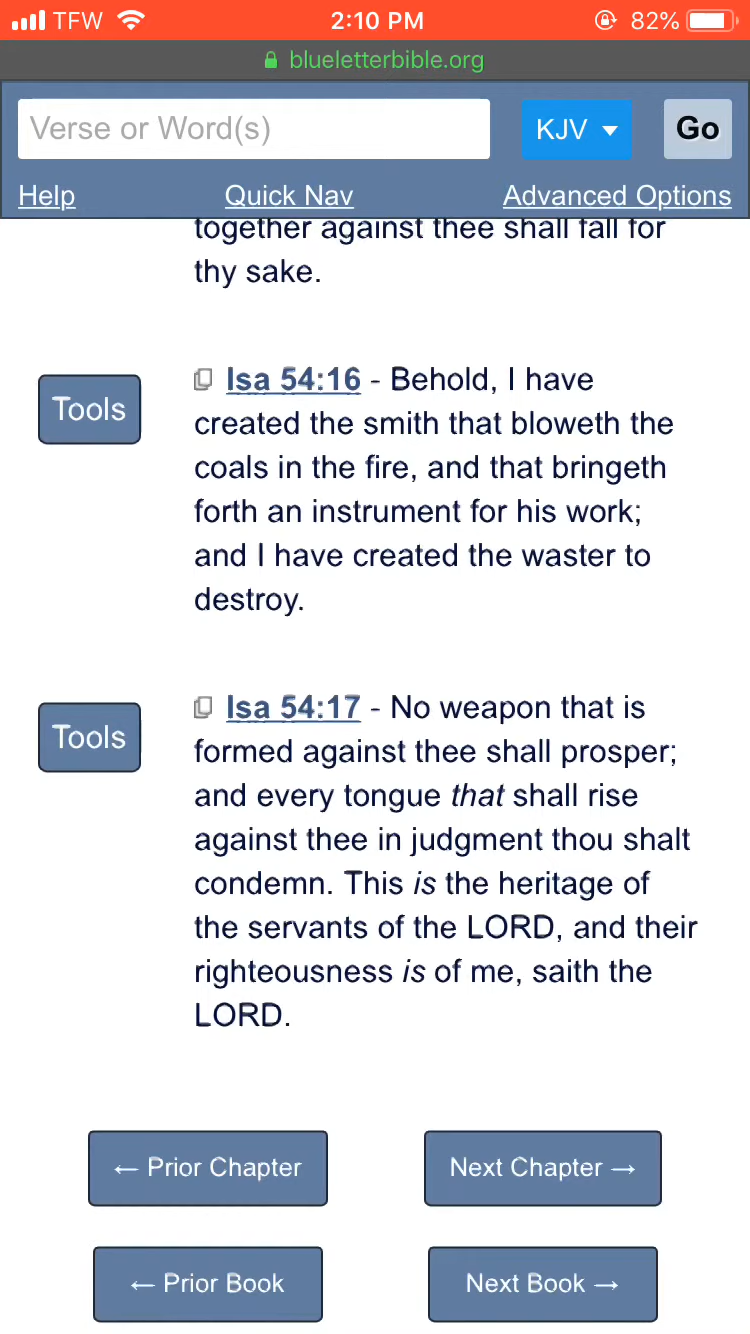 TFW 2:10 PM 82%
blueletterbible.org
Verse or Word(s) KJV ▼ Go
Help Quick Nav Advanced Options
together against thee shall fall for
thy sake.
Tools
Isa 54:16 - Behold, I have
created the smith that bloweth the
coals in the fire, and that bringeth
forth an instrument for his work;
and I have created the waster to
destroy.
Tools
Isa 54:17 - No weapon that is
formed against thee shall prosper;
and every tongue that shall rise
against thee in judgment thou shalt
condemn. This is the heritage of
the servants of the LORD, and their
righteousness is of me, saith the
LORD.
← Prior Chapter Next Chapter →
← Prior Book Next Book →